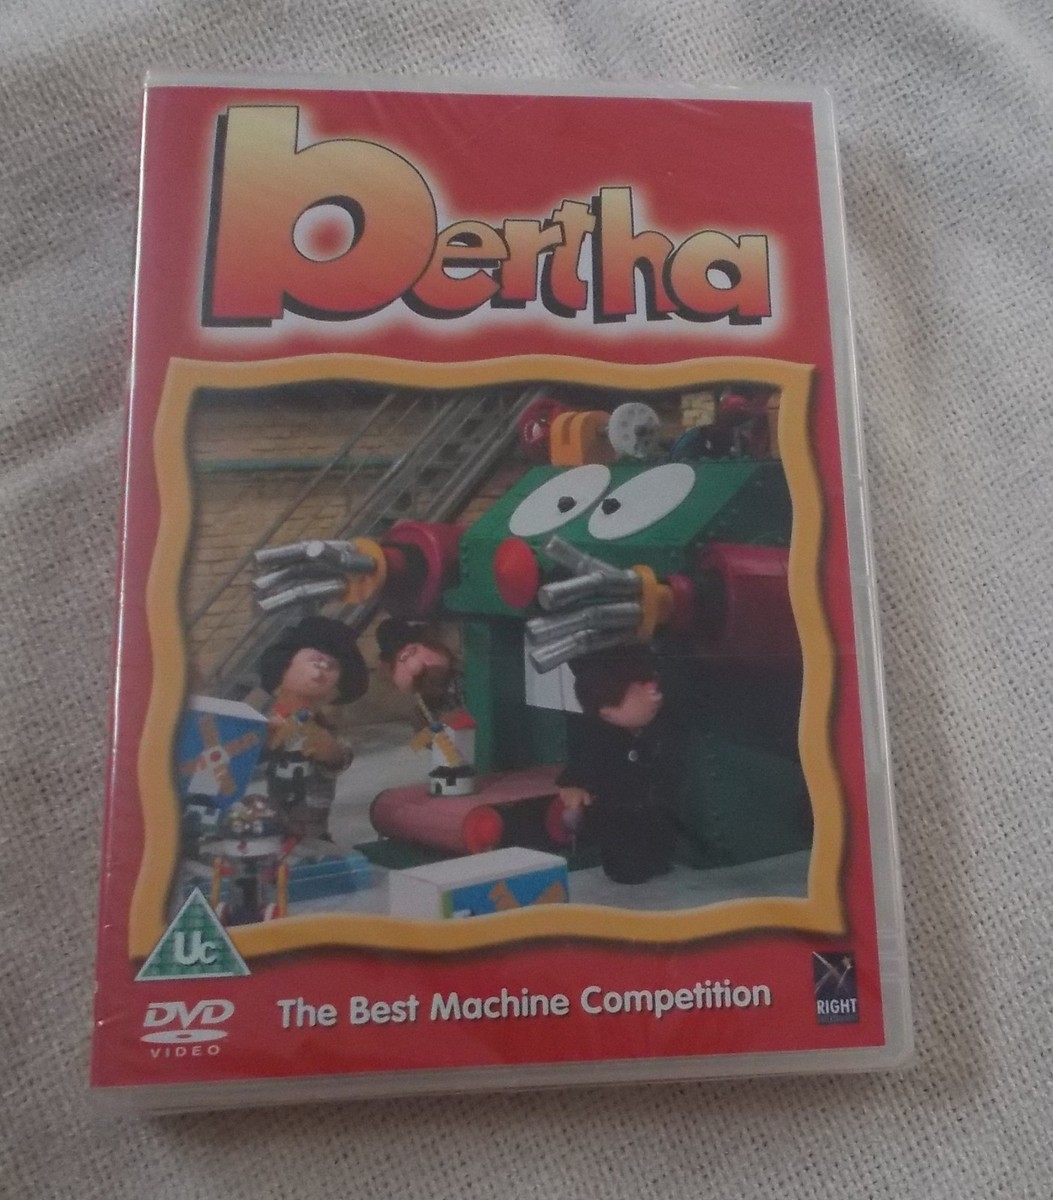 bertha
Uc
DVD
VIDEO
The Best Machine Competition
RIGHT